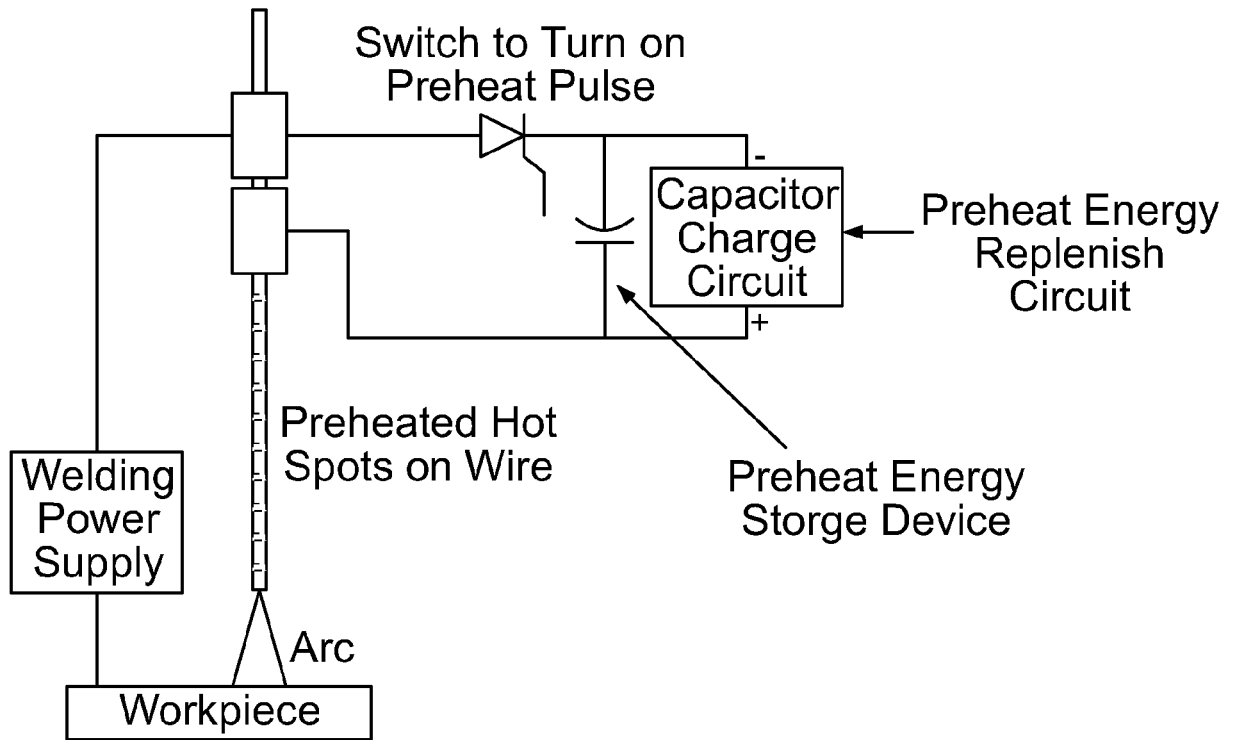 Switch to Turn on
Preheat Pulse
-
Capacitor
Charge
Circuit
+
Preheat Energy
Replenish
Circuit
Preheated Hot
Spots on Wire
Preheat Energy
Storge Device
Welding
Power
Supply
Arc
Workpiece